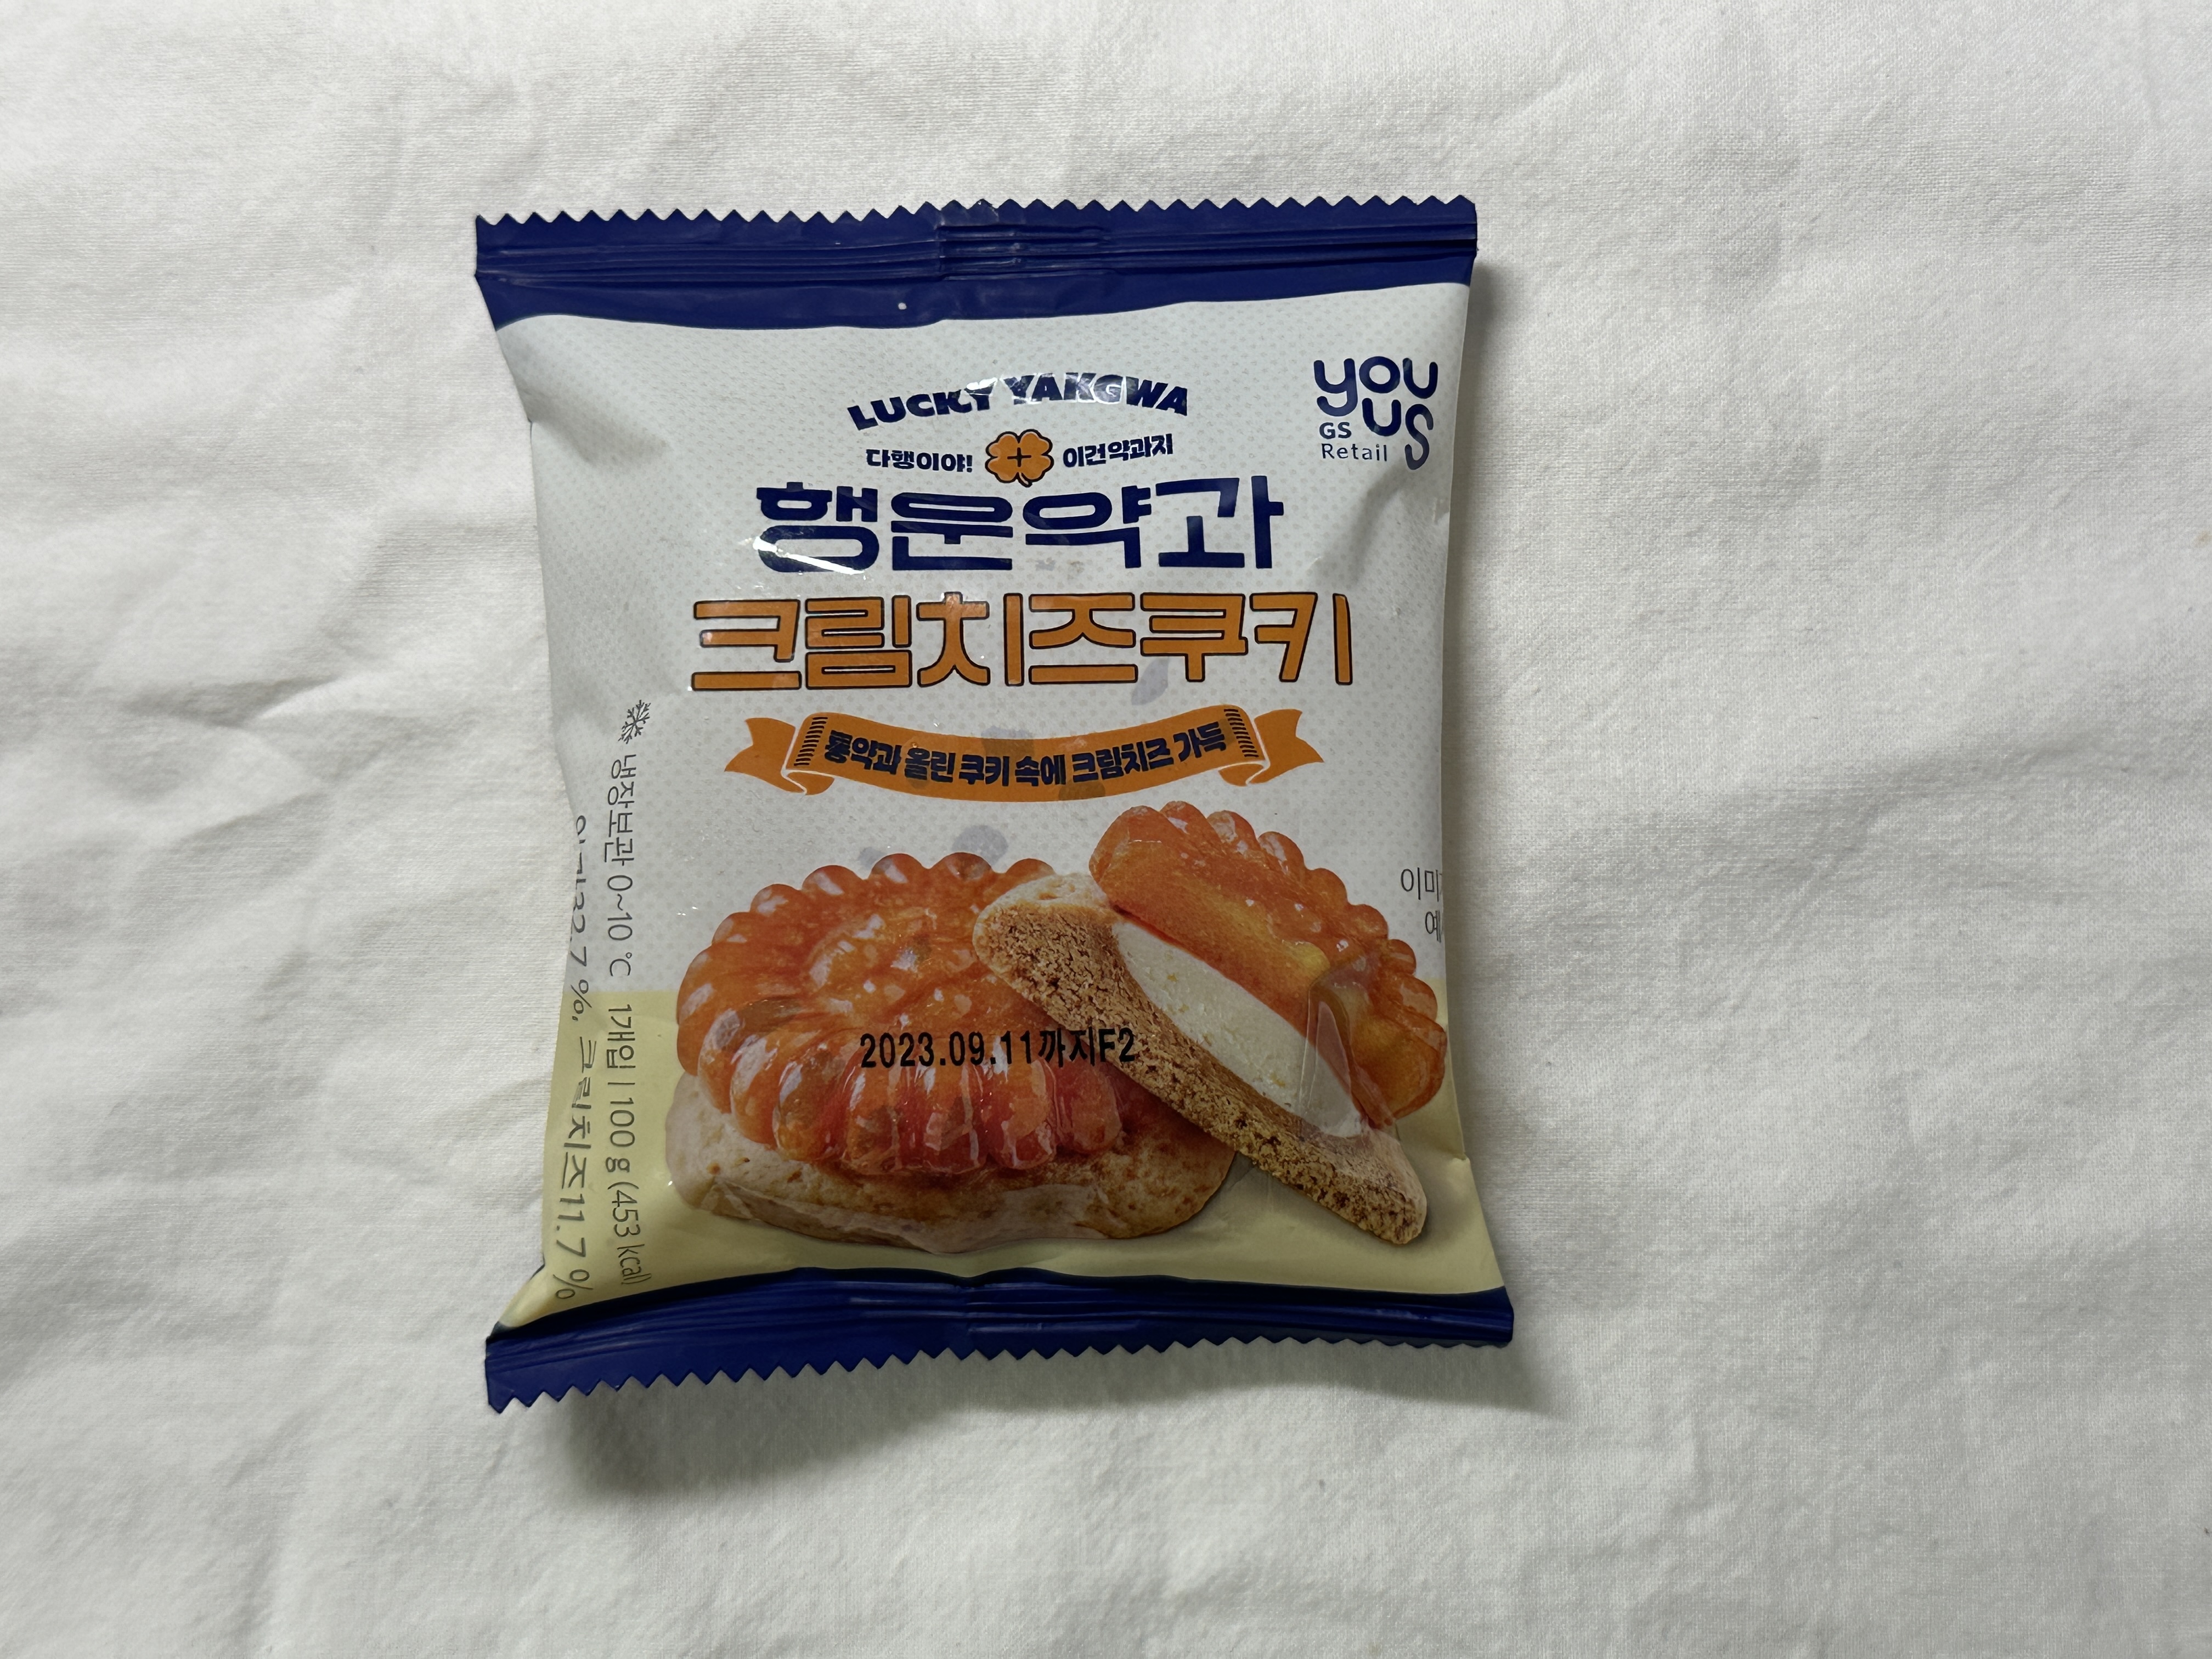 LUCKY YAKGWA
다행이야! 이건약과지
you
us
GS
Retail
행운약과
크림치즈쿠키
통약과 올린 쿠키 속에 크림치즈 가득
냉장보관 0~10 ℃ 1개입 | 100 g (453 kcal)
22.7 %, 크림치즈11.7 %
2023.09.11까지F2